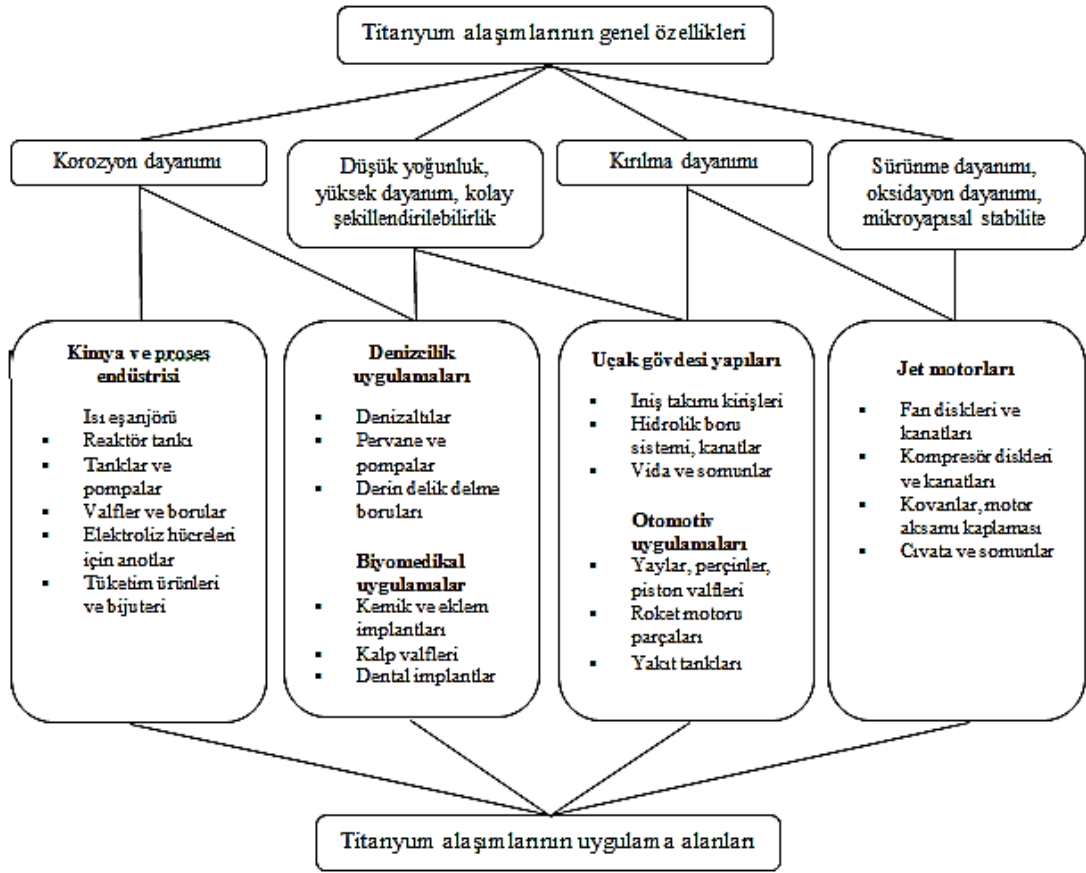 Titanyum alaşımlarının genel özellikleri
Korozyon dayanımı
Düşük yoğunluk,
yüksek dayanım, kolay
şekillendirilebilirlik
Kırılma dayanımı
Sürünme dayanımı,
oksidayon dayanımı,
mikroyapısal stabilite
Kimya ve proses
endüstrisi
Isı eşanjörü
▪ Reaktör tankı
▪ Tanklar ve
pompalar
▪ Valfler ve borular
▪ Elektroliz hücreleri
için anotlar
▪ Tüketim ürünleri
ve bijuteri
Denizcilik
uygulamaları
▪ Denizaltılar
▪ Pervane ve
pompalar
▪ Derin delik delme
boruları
Biyomedikal
uygulamalar
▪ Kemik ve eklem
implantları
▪ Kalp valfleri
▪ Dental implantlar
Uçak gövdesi yapıları
▪ Iniş takımı kirişleri
▪ Hidrolik boru
sistemi, kanatlar
▪ Vida ve somunlar
Otomotiv
uygulamaları
▪ Yaylar, perçinler,
piston valfleri
▪ Roket motoru
parçaları
▪ Yakıt tankları
Jet motorları
▪ Fan diskleri ve
kanatları
▪ Kompresör diskleri
ve kanatları
▪ Kovanlar, motor
aksamı kaplaması
▪ Cıvata ve somunlar
Titanyum alaşımlarının uygulama alanları